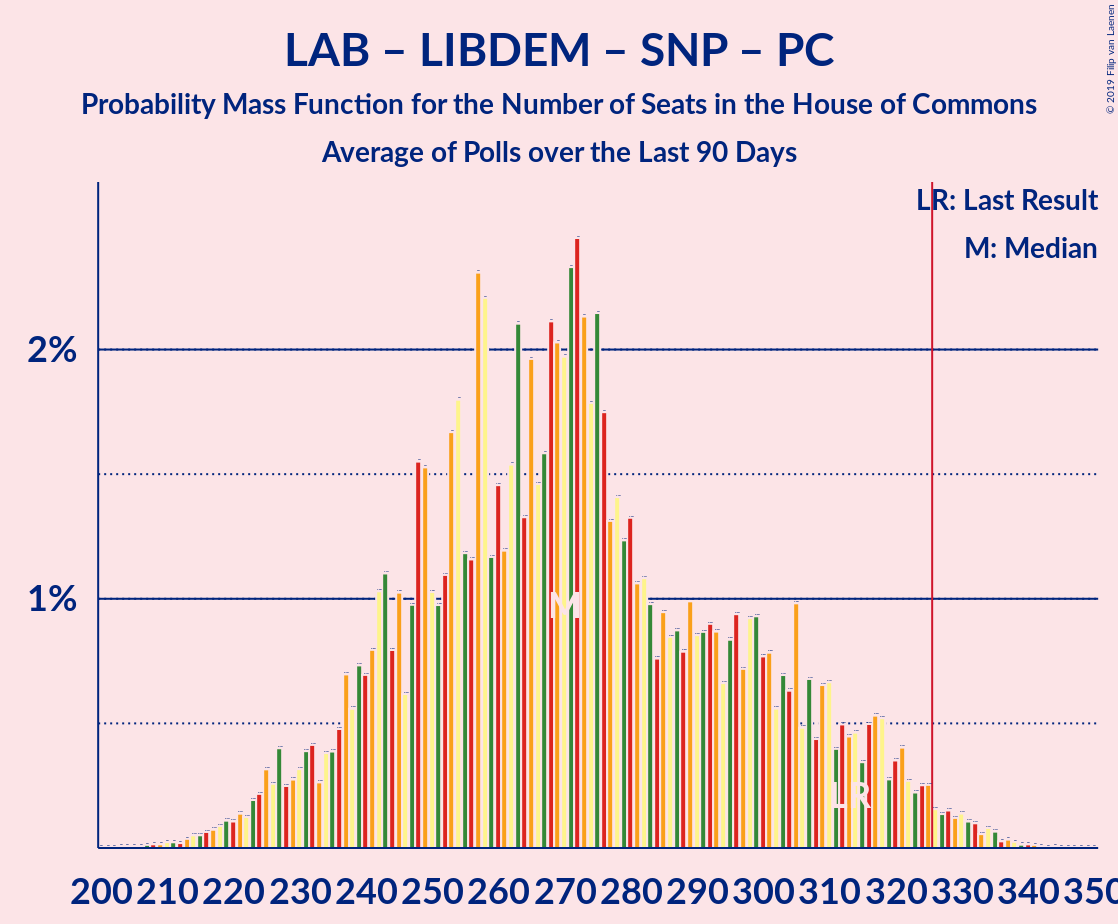 LAB – LIBDEM – SNP – PC
Probability Mass Function for the Number of Seats in the House of Commons
Average of Polls over the Last 90 Days
© 2019 Filip van Laenen
LR: Last Result
M: Median
2%
1%
M
LR
200 210 220 230 240 250 260 270 280 290 300 310 320 330 340 350